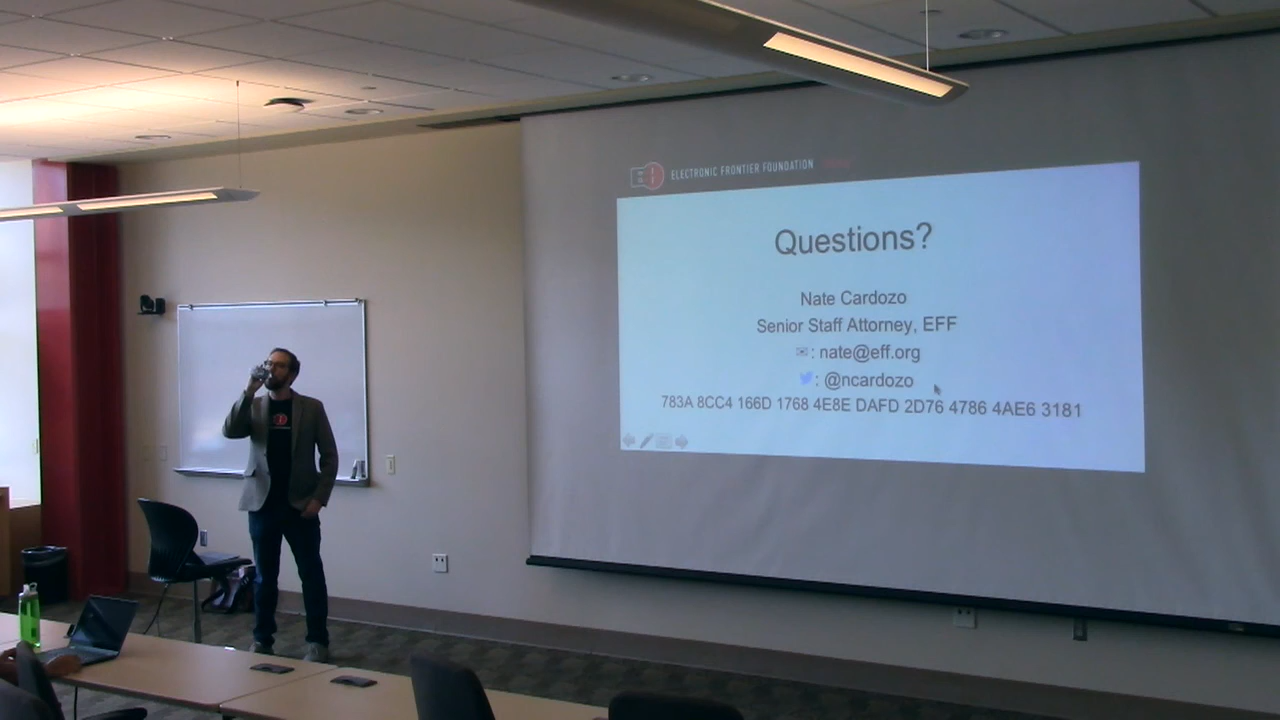 ELECTRONIC FRONTIER FOUNDATION
Questions?
Nate Cardozo
Senior Staff Attorney, EFF
✉: nate@eff.org
: @ncardozo
783A 8CC4 166D 1768 4E8E DAFD 2D76 4786 4AE6 3181